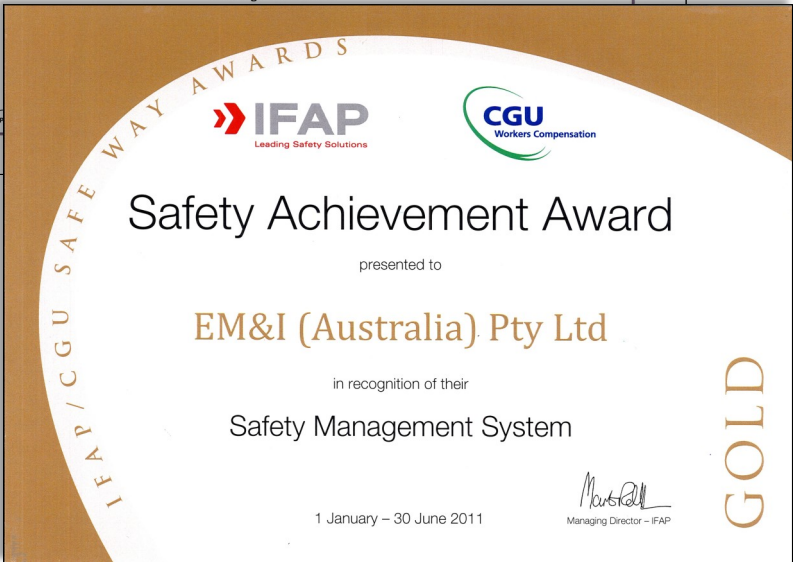 IFAP/CGU SAFE WAY AWARDS
IFAP
Leading Safety Solutions
CGU
Workers Compensation
Safety Achievement Award
presented to
EM&I (Australia) Pty Ltd
in recognition of their
Safety Management System
1 January – 30 June 2011
Managing Director – IFAP
GOLD